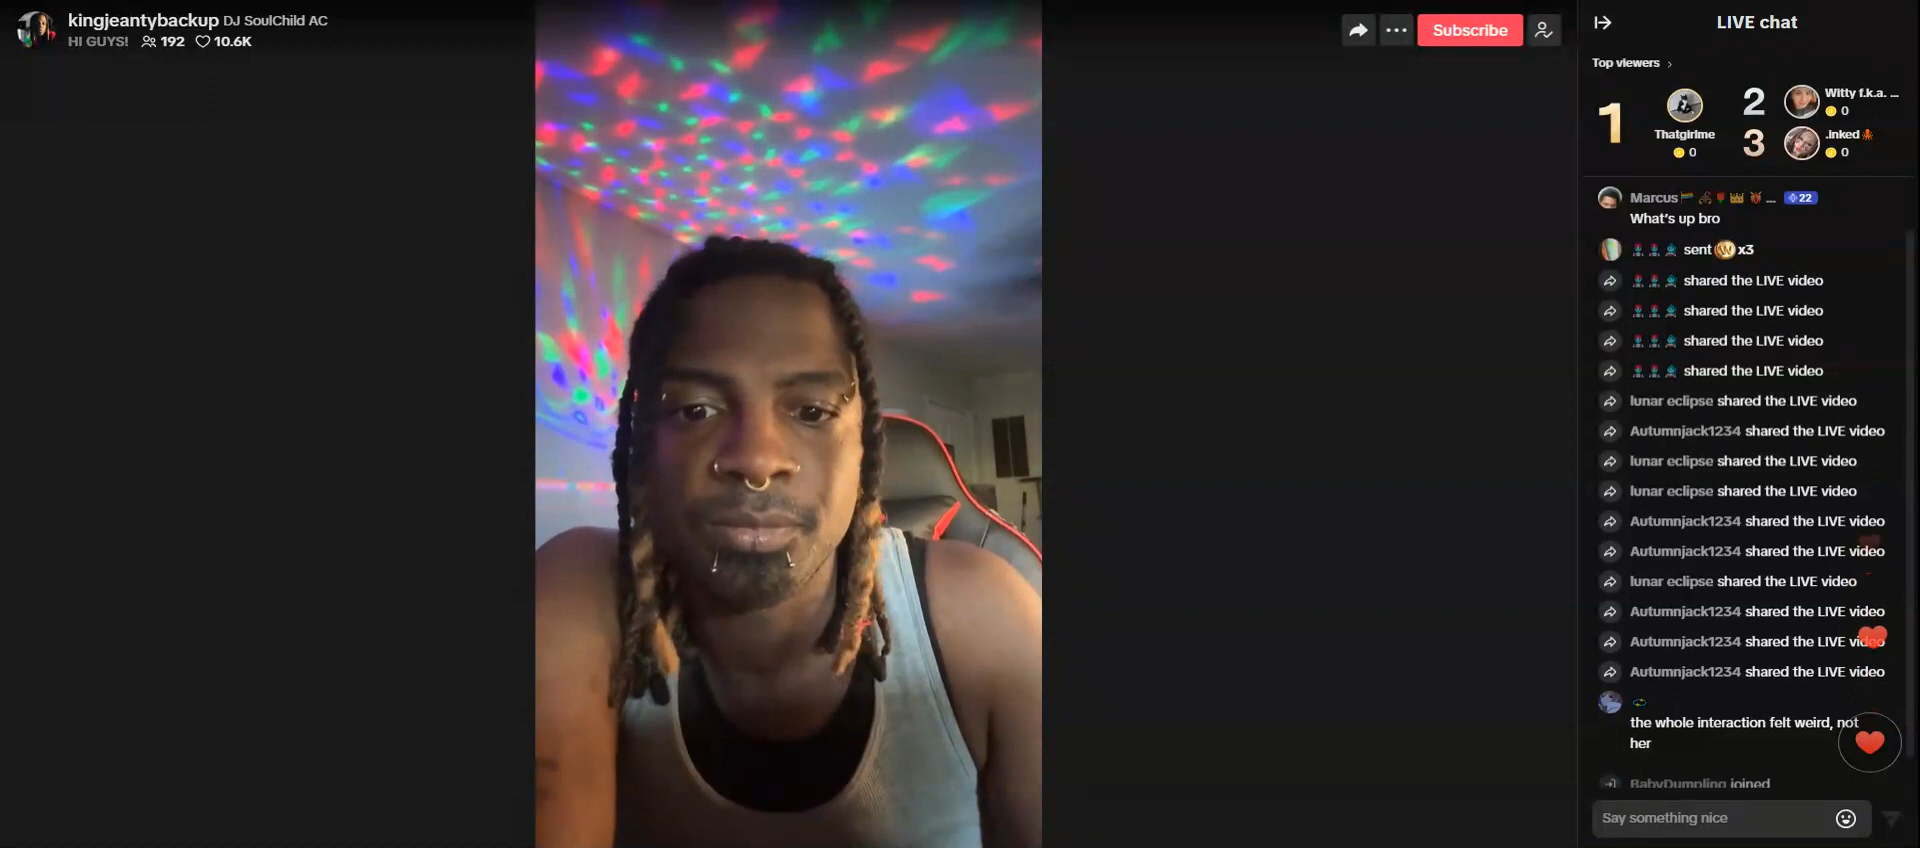 kingjeantybackup DJ SoulChild AC
HI GUYS! 192 10.6K
Subscribe
LIVE chat
Top viewers
1
Thatgirlme
0
2
Witty f.k.a. ...
0
3
.inked
0
Marcus ... 22
What's up bro
sent x3
shared the LIVE video
shared the LIVE video
shared the LIVE video
shared the LIVE video
lunar eclipse shared the LIVE video
Autumnjack1234 shared the LIVE video
lunar eclipse shared the LIVE video
lunar eclipse shared the LIVE video
Autumnjack1234 shared the LIVE video
Autumnjack1234 shared the LIVE video
lunar eclipse shared the LIVE video
Autumnjack1234 shared the LIVE video
Autumnjack1234 shared the LIVE video
Autumnjack1234 shared the LIVE video
the whole interaction felt weird, not
her
BabyDumpling joined
Say something nice